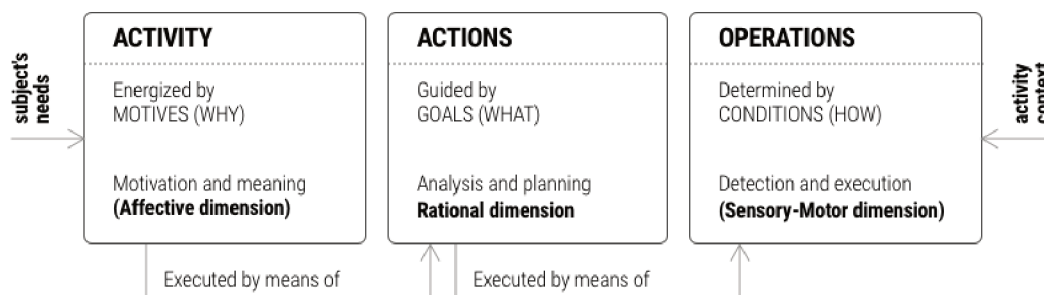 subject's
needs
ACTIVITY
Energized by
MOTIVES (WHY)
Motivation and meaning
(Affective dimension)
Executed by means of
ACTIONS
Guided by
GOALS (WHAT)
Analysis and planning
Rational dimension
Executed by means of
OPERATIONS
Determined by
CONDITIONS (HOW)
Detection and execution
(Sensory-Motor dimension)
activity
context